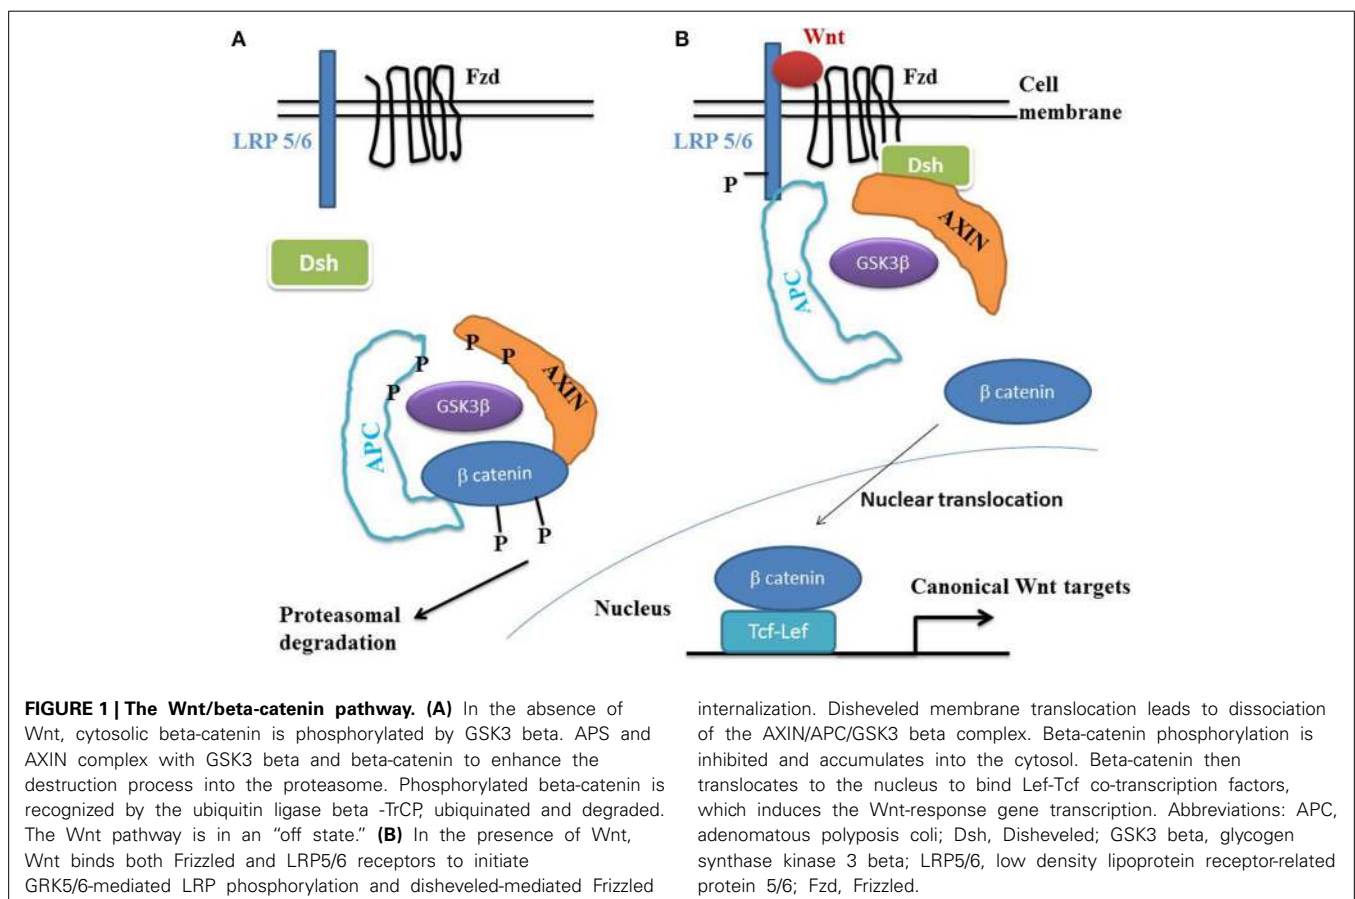 A
Fzd
LRP 5/6
Dsh
P
P
P
P
AXIN
GSK3β
APC
β catenin
P
P
Proteasomal
degradation
B
Wnt
Fzd
Cell
membrane
LRP 5/6
Dsh
P
AXIN
GSK3β
APC
β catenin
Nuclear translocation
β catenin
Canonical Wnt targets
Nucleus
Tcf-Lef
FIGURE 1 | The Wnt/beta-catenin pathway. (A) In the absence of
Wnt, cytosolic beta-catenin is phosphorylated by GSK3 beta. APS and
AXIN complex with GSK3 beta and beta-catenin to enhance the
destruction process into the proteasome. Phosphorylated beta-catenin is
recognized by the ubiquitin ligase beta -TrCP, ubiquinated and degraded.
The Wnt pathway is in an “off state.” (B) In the presence of Wnt,
Wnt binds both Frizzled and LRP5/6 receptors to initiate
GRK5/6-mediated LRP phosphorylation and disheveled-mediated Frizzled
internalization. Disheveled membrane translocation leads to dissociation
of the AXIN/APC/GSK3 beta complex. Beta-catenin phosphorylation is
inhibited and accumulates into the cytosol. Beta-catenin then
translocates to the nucleus to bind Lef-Tcf co-transcription factors,
which induces the Wnt-response gene transcription. Abbreviations: APC,
adenomatous polyposis coli; Dsh, Disheveled; GSK3 beta, glycogen
synthase kinase 3 beta; LRP5/6, low density lipoprotein receptor-related
protein 5/6; Fzd, Frizzled.